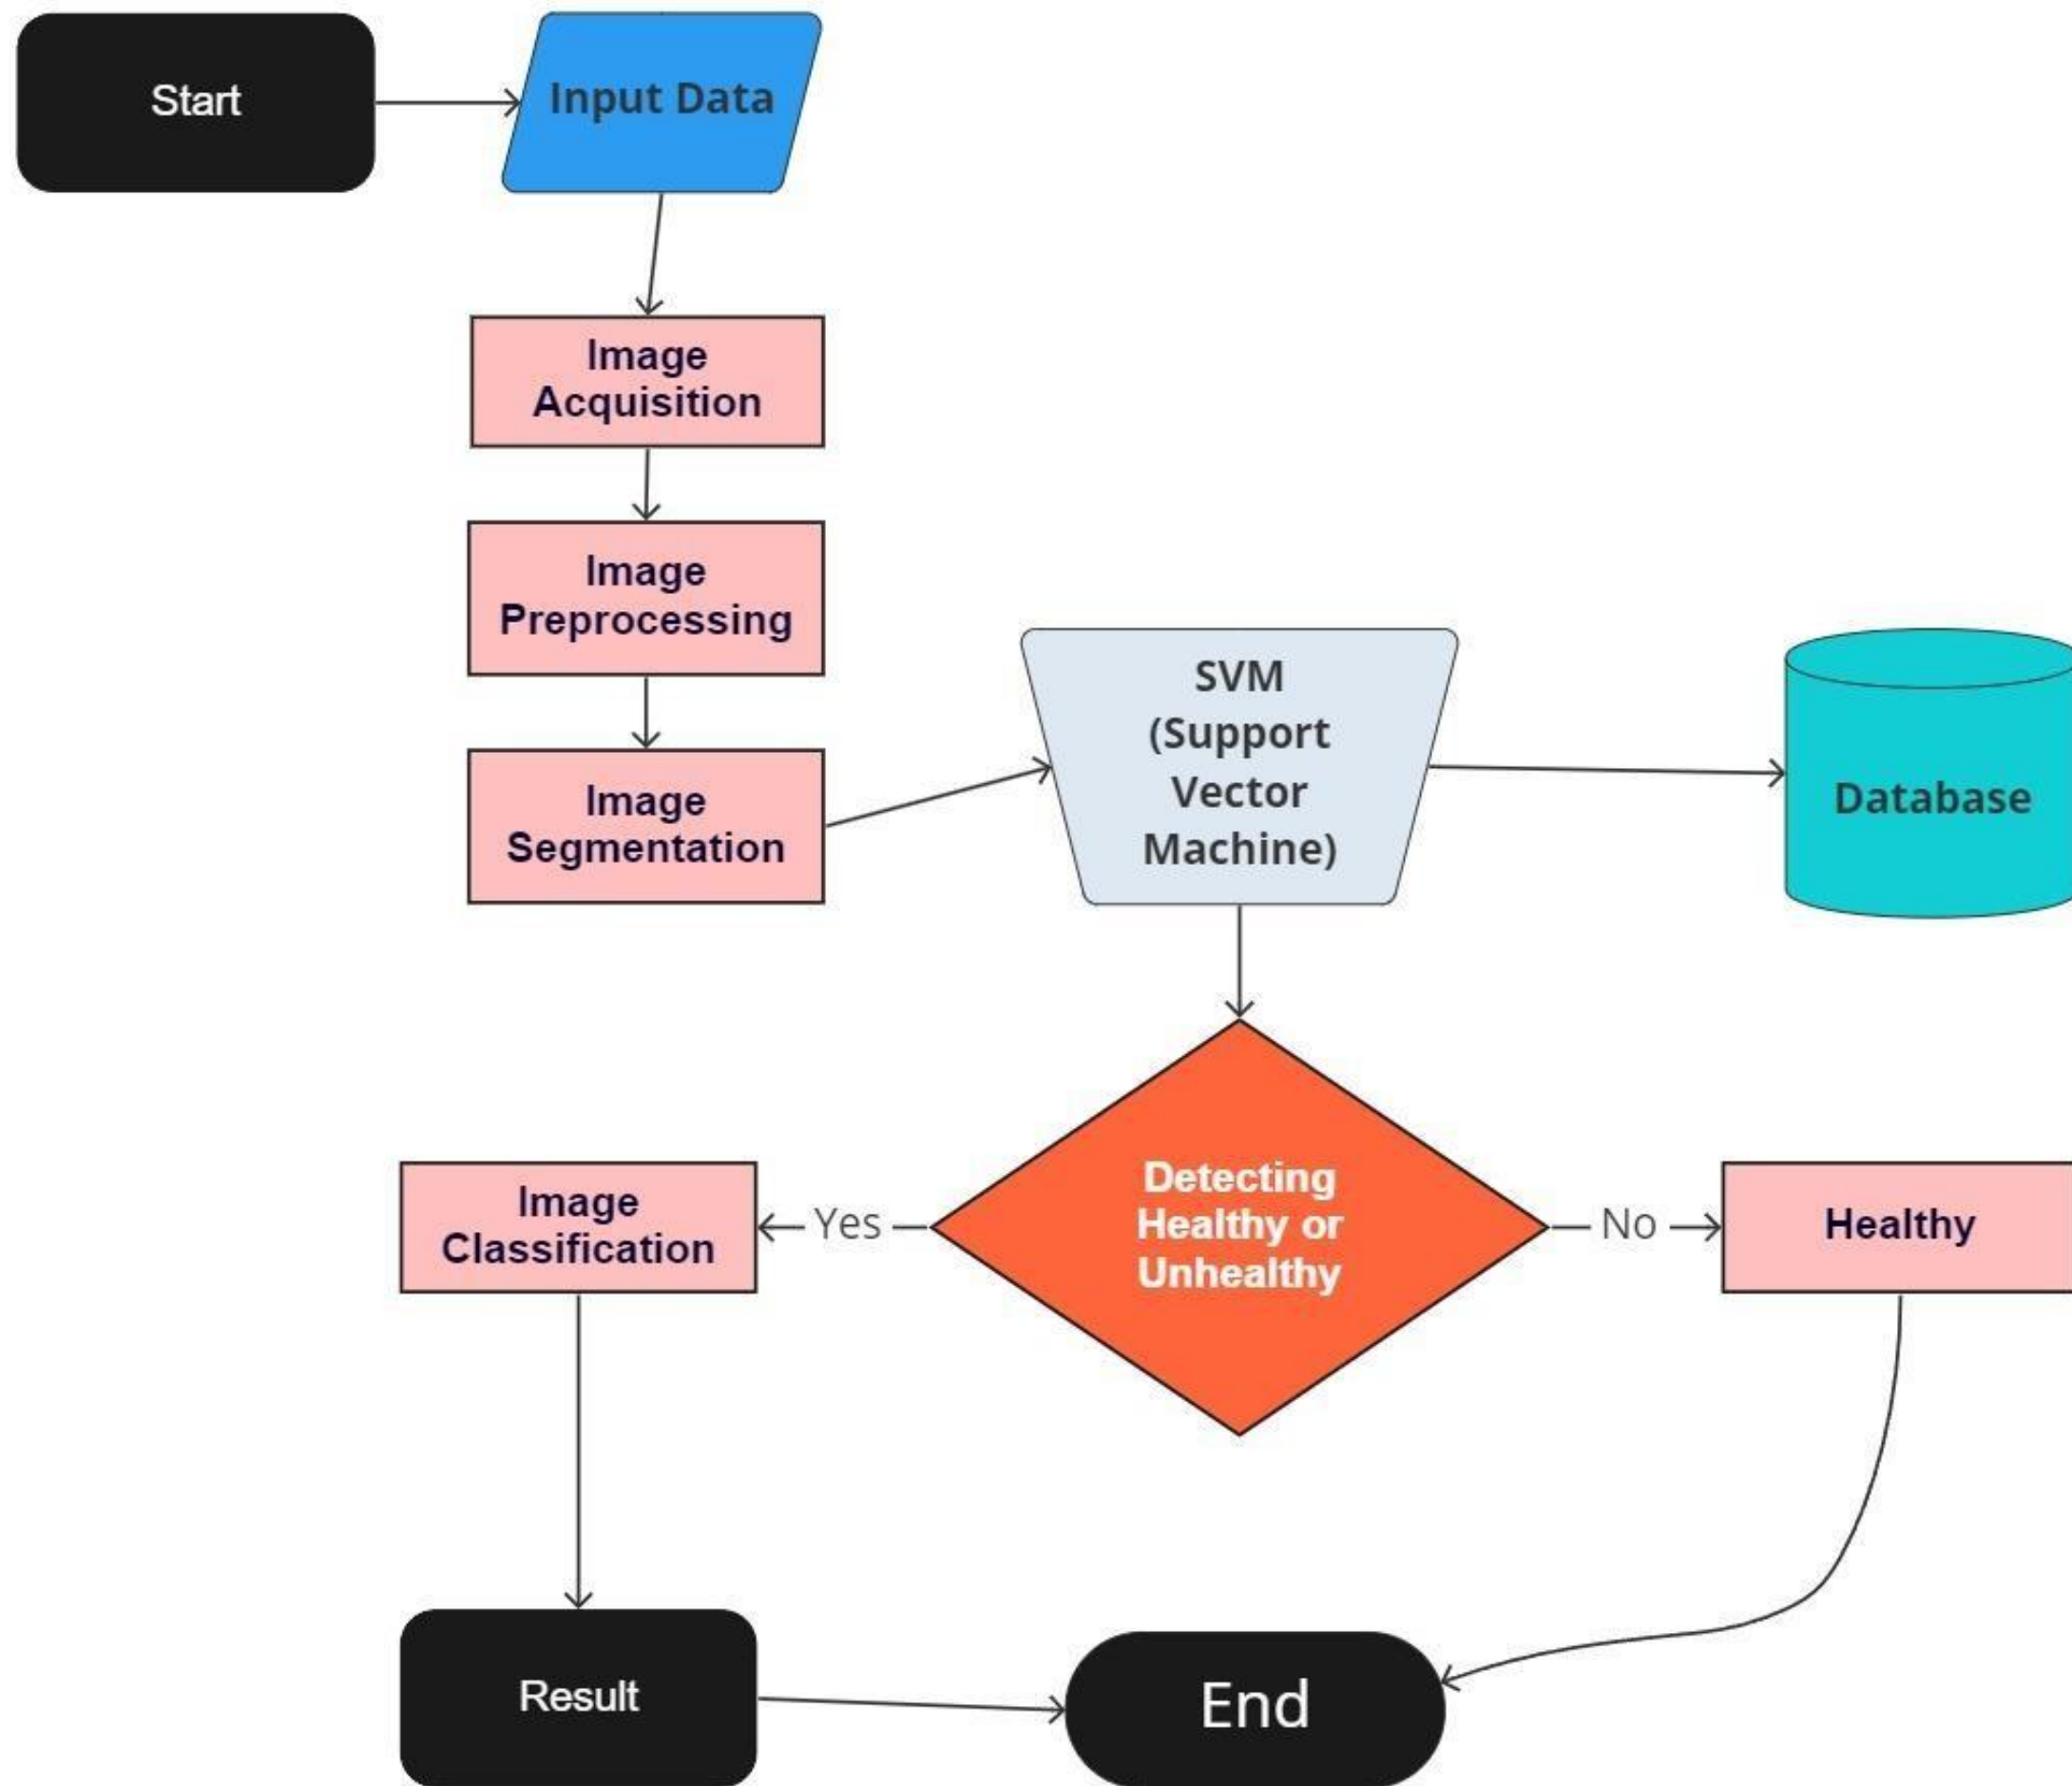 Start
Input Data
Image
Acquisition
Image
Preprocessing
Image
Segmentation
SVM
(Support
Vector
Machine)
Database
Detecting
Healthy or
Unhealthy
Yes
No
Image
Classification
Healthy
Result
End